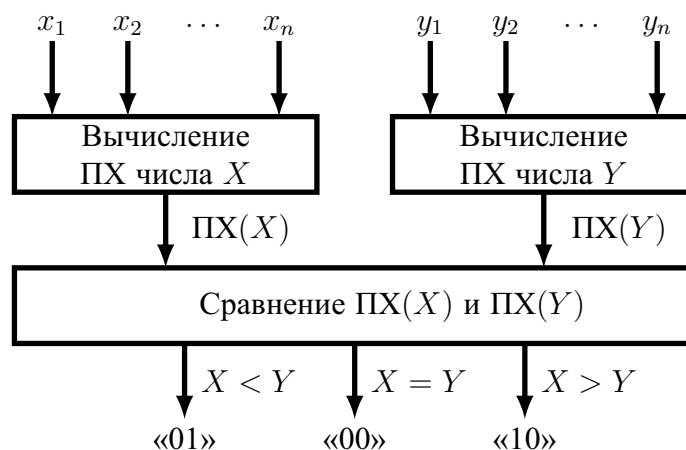 x₁ x₂ ⋯ xₙ y₁ y₂ ⋯ yₙ
Вычисление
ПХ числа X
Вычисление
ПХ числа Y
ПХ(X)
ПХ(Y)
Сравнение ПХ(X) и ПХ(Y)
X < Y X = Y X > Y
«01» «00» «10»